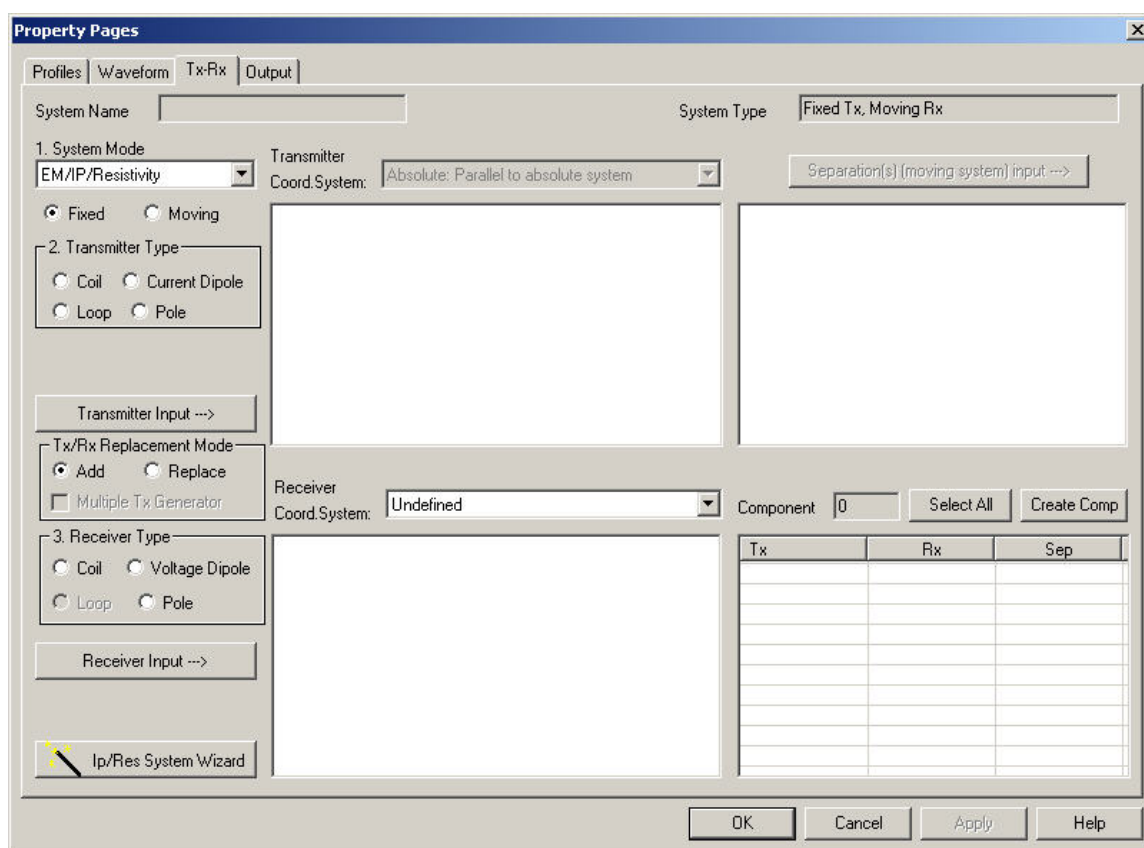 Property Pages
Profiles Waveform Tx-Rx Output
System Name
System Type Fixed Tx, Moving Rx
1. System Mode
EM/IP/Resistivity
Transmitter
Coord.System: Absolute: Parallel to absolute system
Separation(s) (moving system) input --->
Fixed Moving
2. Transmitter Type
Coil Current Dipole
Loop Pole
Transmitter Input --->
Tx/Rx Replacement Mode
Add Replace
Multiple Tx Generator
Receiver
Coord.System: Undefined
Component 0 Select All Create Comp
3. Receiver Type
Coil Voltage Dipole
Loop Pole
Tx Rx Sep
Receiver Input --->
Ip/Res System Wizard
OK Cancel Apply Help